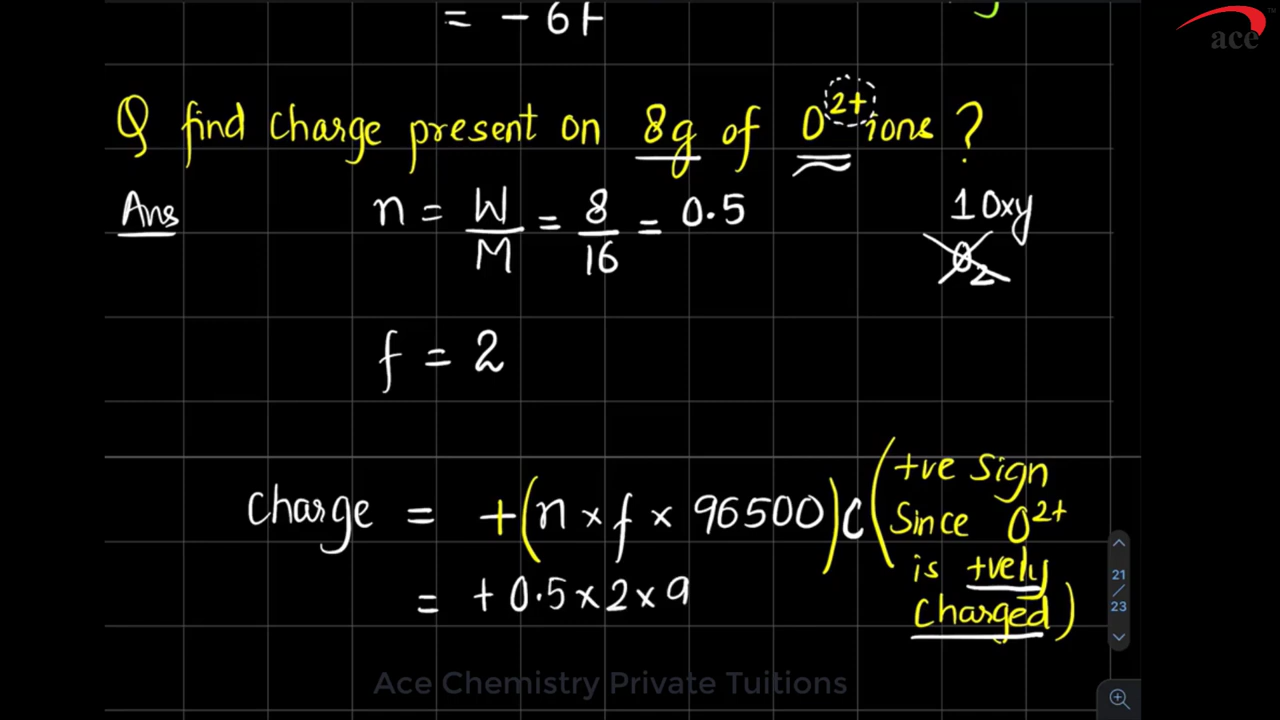 = - 6F
ace
Q find Charge present on 8g of O²⁺ ions ?
Ans n = W/M = 8/16 = 0.5
1 Oxy
O₂
f = 2
Charge = +(n × f × 96500) C (+ve Sign
Since O²⁺
is +vely
Charged)
= + 0.5 × 2 × 9
21
/
23
Ace Chemistry Private Tuitions